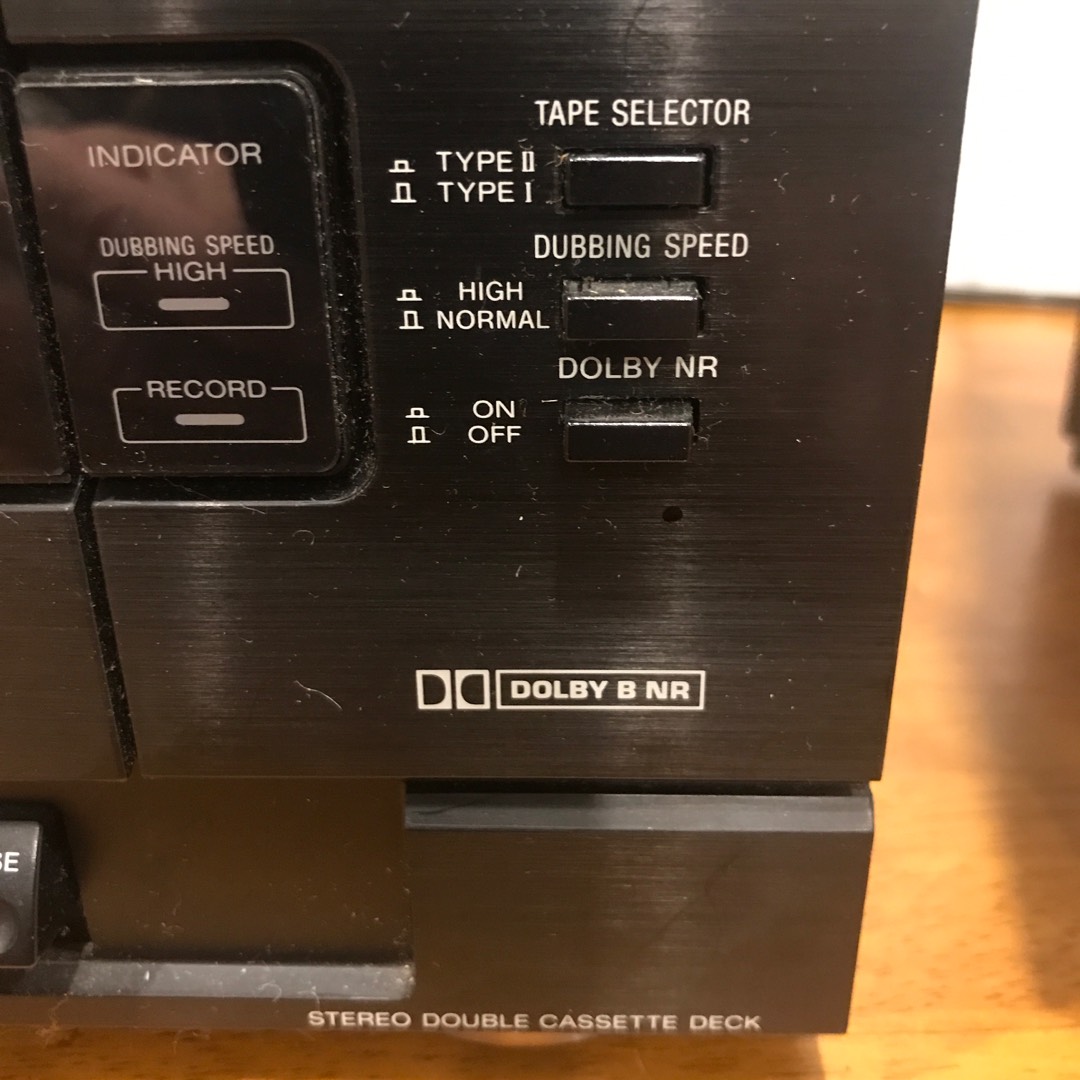 INDICATOR
DUBBING SPEED
HIGH
RECORD
TAPE SELECTOR
TYPE II
TYPE I
DUBBING SPEED
HIGH
NORMAL
DOLBY NR
ON
OFF
DOLBY B NR
STEREO DOUBLE CASSETTE DECK